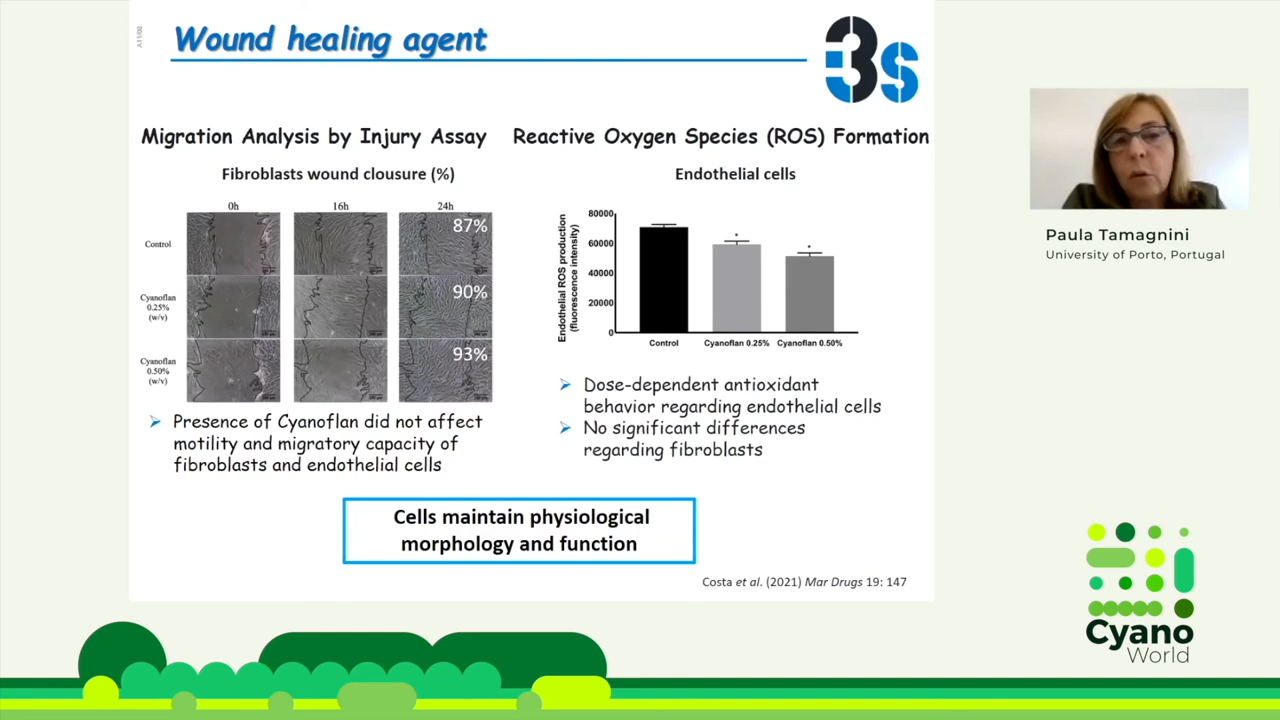 A11/00
Wound healing agent
3s
Migration Analysis by Injury Assay
Fibroblasts wound clousure (%)
0h 16h 24h
Control
87%
Cyanoflan
0.25%
(w/v)
90%
Cyanoflan
0.50%
(w/v)
93%
➢ Presence of Cyanoflan did not affect
motility and migratory capacity of
fibroblasts and endothelial cells
Reactive Oxygen Species (ROS) Formation
Endothelial cells
Endothelial ROS production
(fluorescence intensity)
80000
60000
40000
20000
0
*
*
Control Cyanoflan 0.25% Cyanoflan 0.50%
➢ Dose-dependent antioxidant
behavior regarding endothelial cells
➢ No significant differences
regarding fibroblasts
Cells maintain physiological
morphology and function
Costa et al. (2021) Mar Drugs 19: 147
Paula Tamagnini
University of Porto, Portugal
Cyano
World